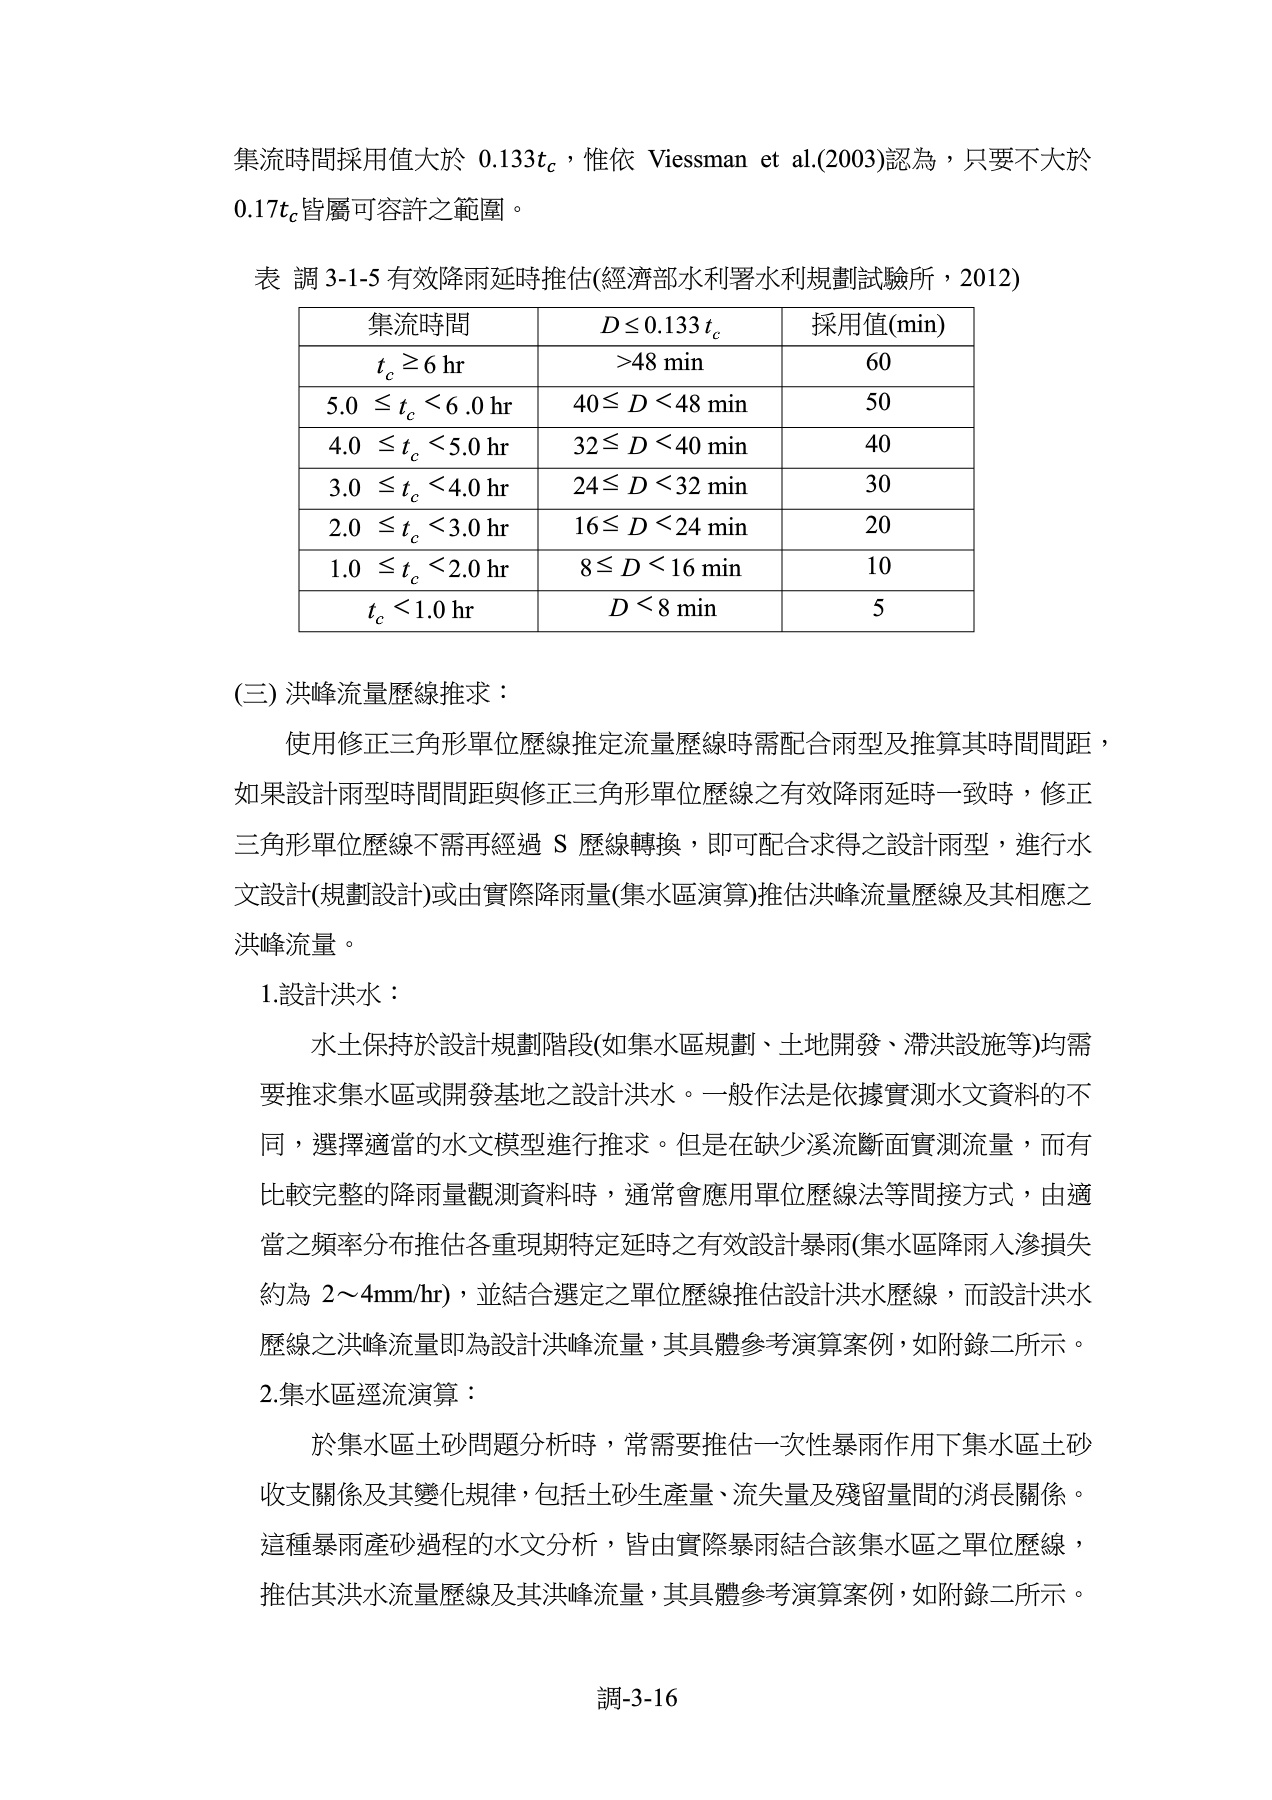 集流時間採用值大於 0.133tc，惟依 Viessman et al.(2003)認為，只要不大於
0.17tc皆屬可容許之範圍。
表 調 3-1-5 有效降雨延時推估(經濟部水利署水利規劃試驗所，2012)
集流時間 D ≤ 0.133 tc 採用值(min)
tc ≥ 6 hr >48 min 60
5.0 ≤ tc < 6 .0 hr 40 ≤ D < 48 min 50
4.0 ≤ tc < 5.0 hr 32 ≤ D < 40 min 40
3.0 ≤ tc < 4.0 hr 24 ≤ D < 32 min 30
2.0 ≤ tc < 3.0 hr 16 ≤ D < 24 min 20
1.0 ≤ tc < 2.0 hr 8 ≤ D < 16 min 10
tc < 1.0 hr D < 8 min 5
(三) 洪峰流量歷線推求：
使用修正三角形單位歷線推定流量歷線時需配合雨型及推算其時間間距，
如果設計雨型時間間距與修正三角形單位歷線之有效降雨延時一致時，修正
三角形單位歷線不需再經過 S 歷線轉換，即可配合求得之設計雨型，進行水
文設計(規劃設計)或由實際降雨量(集水區演算)推估洪峰流量歷線及其相應之
洪峰流量。
1.設計洪水：
水土保持於設計規劃階段(如集水區規劃、土地開發、滯洪設施等)均需
要推求集水區或開發基地之設計洪水。一般作法是依據實測水文資料的不
同，選擇適當的水文模型進行推求。但是在缺少溪流斷面實測流量，而有
比較完整的降雨量觀測資料時，通常會應用單位歷線法等間接方式，由適
當之頻率分布推估各重現期特定延時之有效設計暴雨(集水區降雨入滲損失
約為 2～4mm/hr)，並結合選定之單位歷線推估設計洪水歷線，而設計洪水
歷線之洪峰流量即為設計洪峰流量，其具體參考演算案例，如附錄二所示。
2.集水區逕流演算：
於集水區土砂問題分析時，常需要推估一次性暴雨作用下集水區土砂
收支關係及其變化規律，包括土砂生產量、流失量及殘留量間的消長關係。
這種暴雨產砂過程的水文分析，皆由實際暴雨結合該集水區之單位歷線，
推估其洪水流量歷線及其洪峰流量，其具體參考演算案例，如附錄二所示。
調-3-16